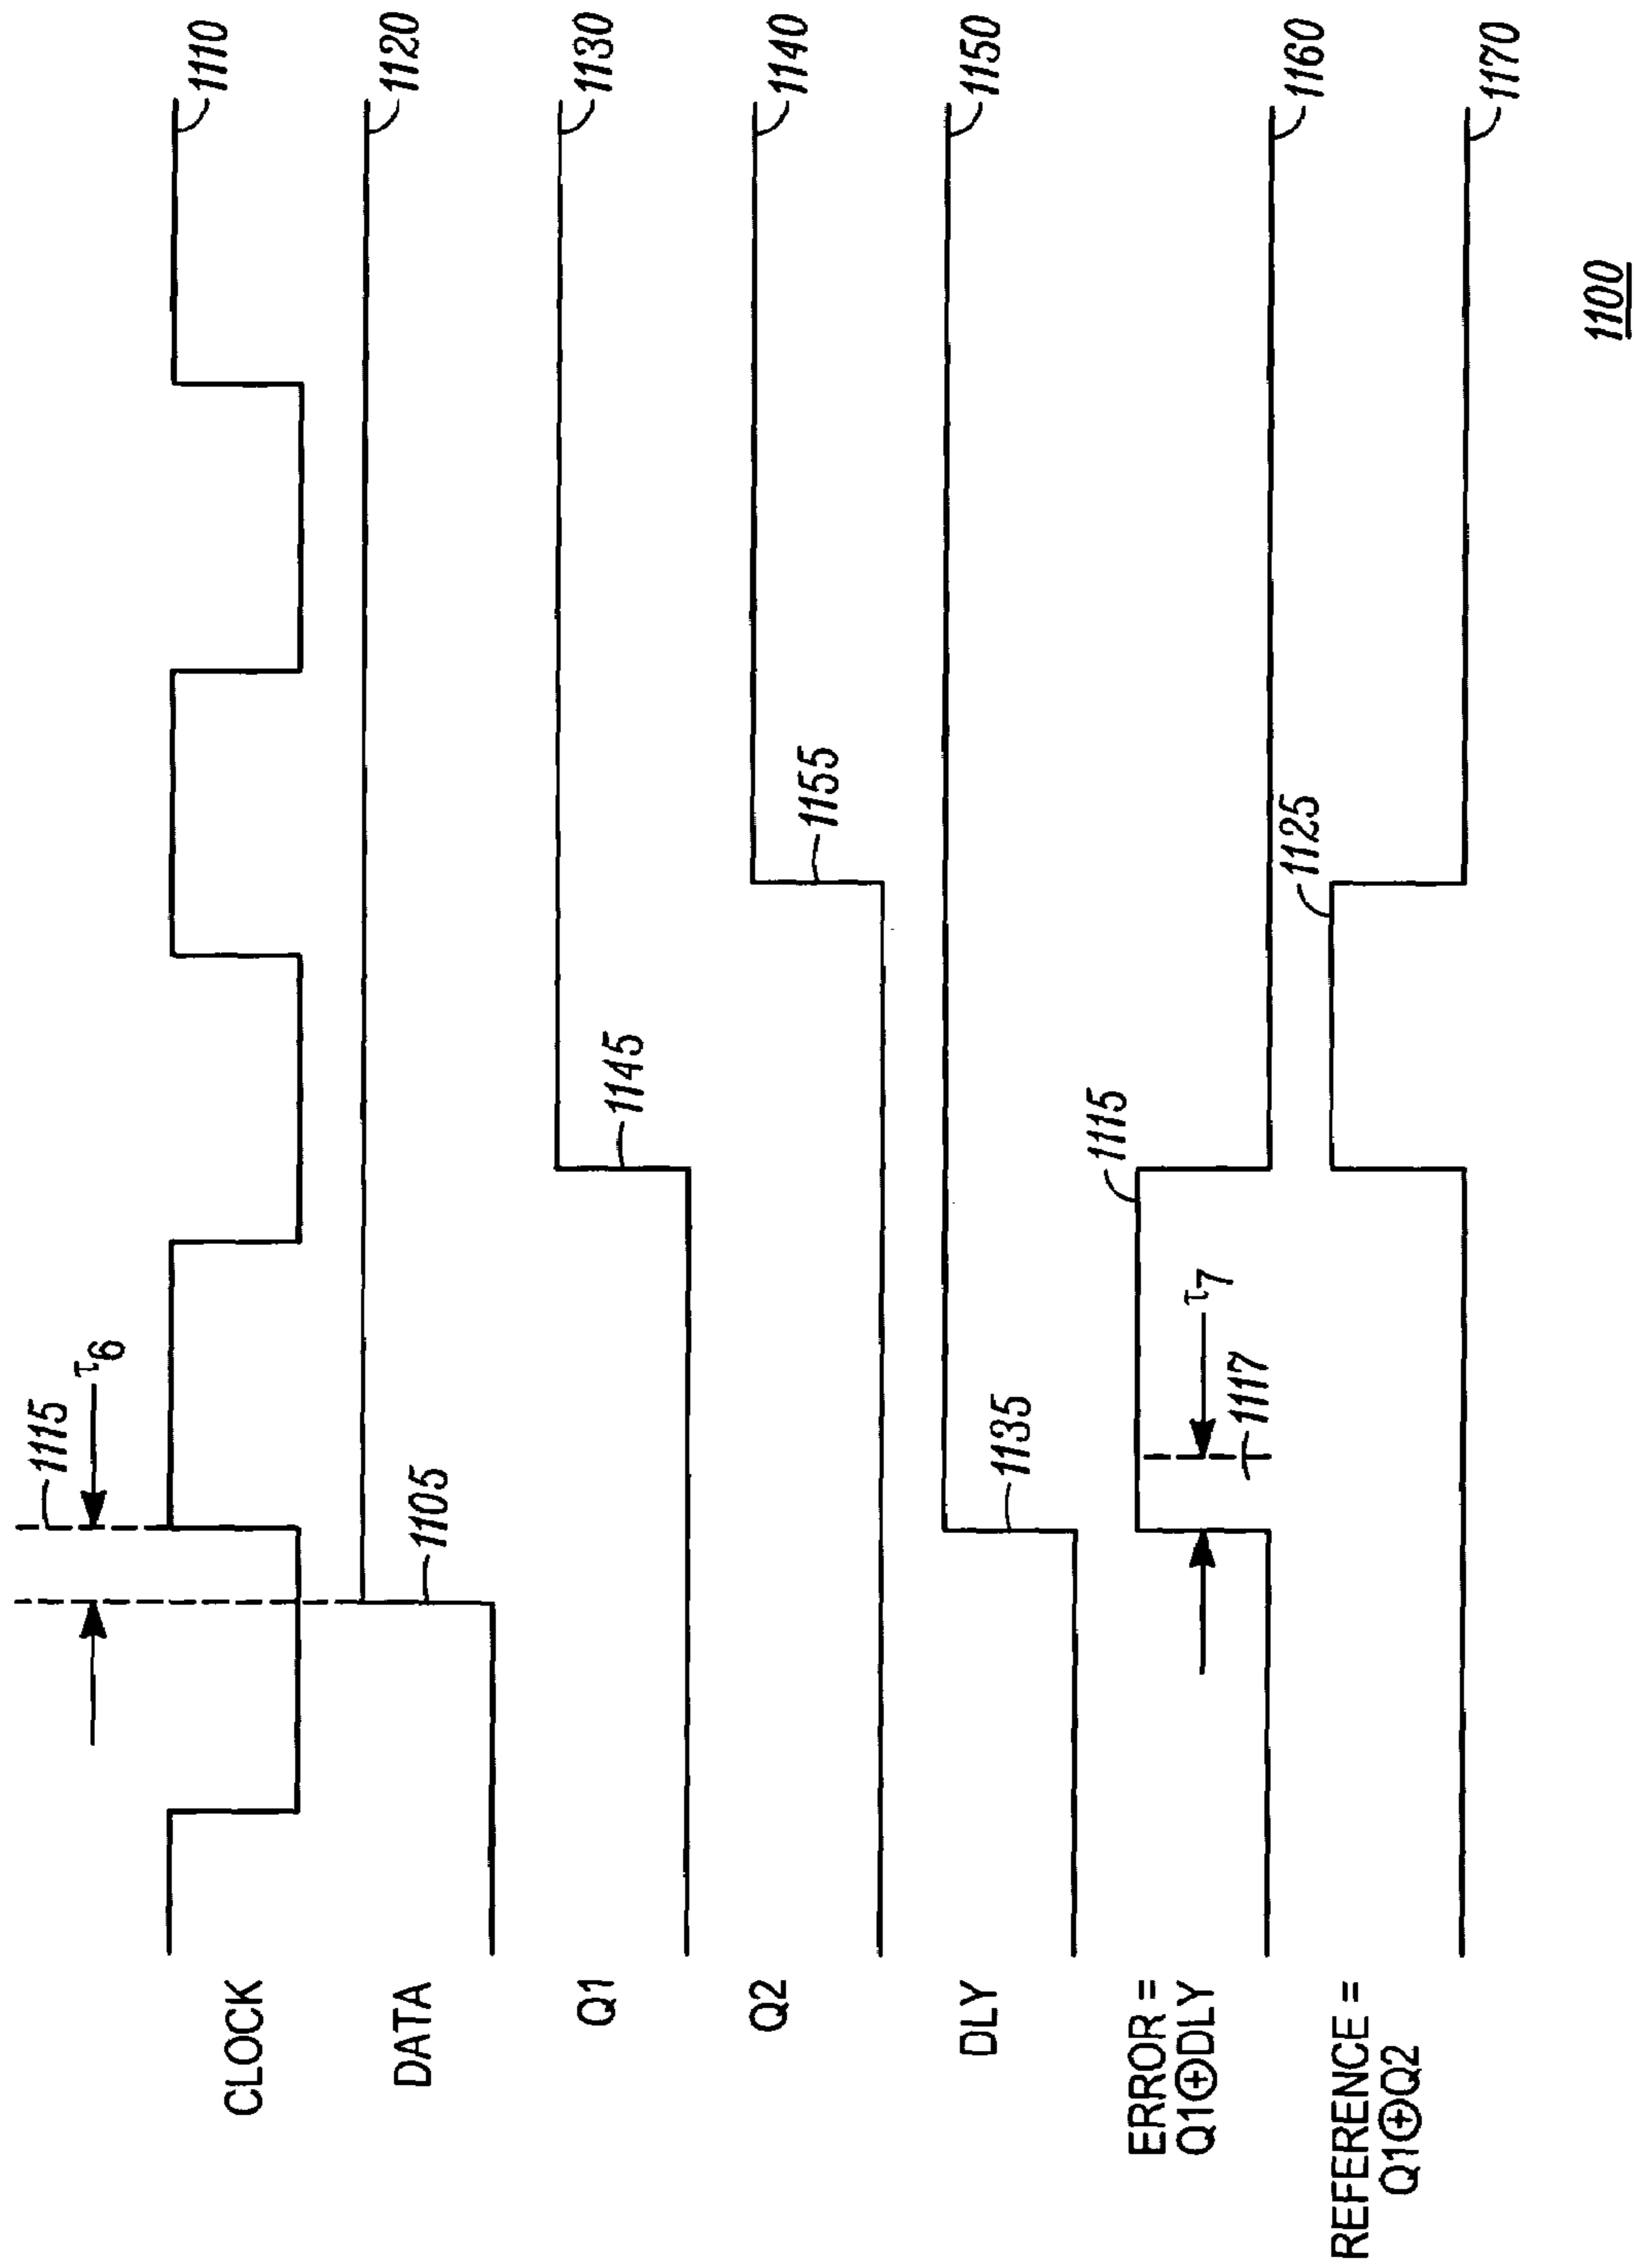 1115
τ6
CLOCK
1110
1105
DATA
1120
Q1
1145
1130
Q2
1155
1140
DLY
1135
1150
ERROR =
Q1⊕DLY
1115
τ7
1117
1160
REFERENCE =
Q1⊕Q2
1125
1170
1100